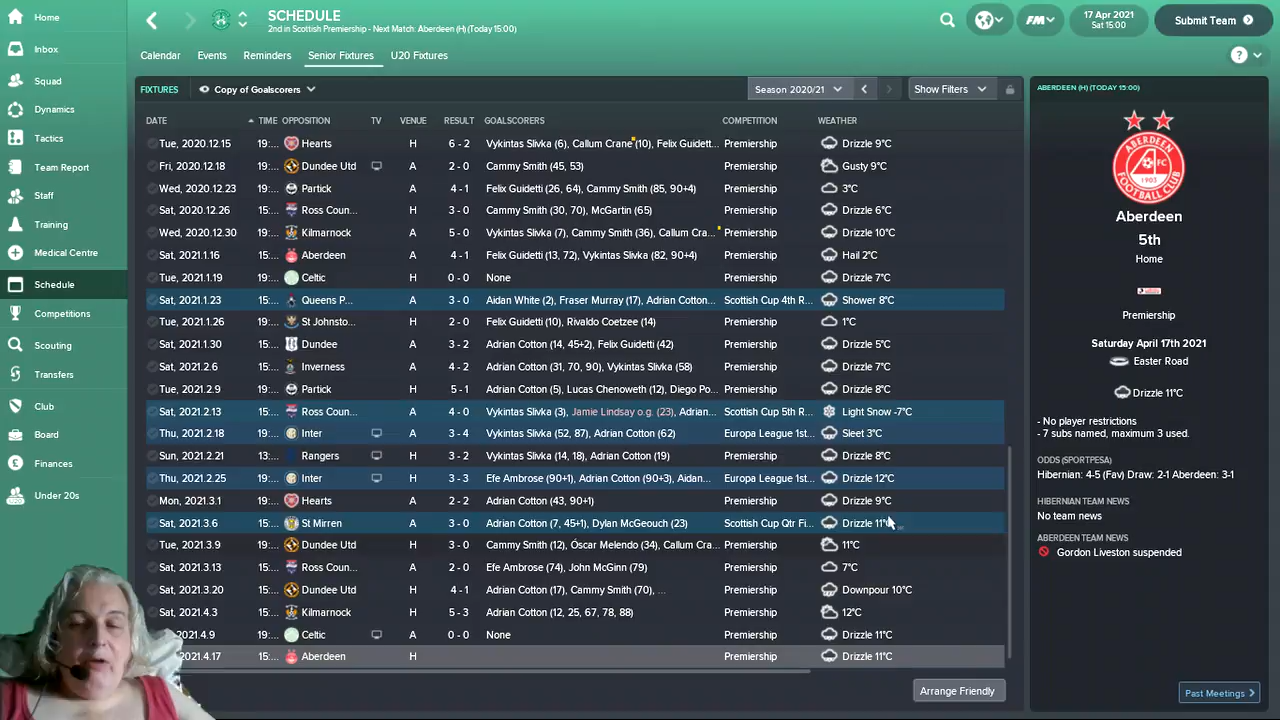 Home
Inbox
Squad
Dynamics
Tactics
Team Report
Staff
Training
Medical Centre
Schedule
Competitions
Scouting
Transfers
Club
Board
Finances
Under 20s
SCHEDULE
2nd in Scottish Premiership - Next Match: Aberdeen (H)(Today 15:00)
FM
17 Apr 2021
Sat 15:00
Submit Team
Calendar Events Reminders Senior Fixtures U20 Fixtures
?
FIXTURES Copy of Goalscorers Season 2020/21 Show Filters
DATE TIME OPPOSITION TV VENUE RESULT GOALSCORERS COMPETITION WEATHER
Tue, 2020.12.15 19:... Hearts H 6 - 2 Vykintas Slivka (6), Callum Crane (10), Felix Guidett... Premiership Drizzle 9°C
Fri, 2020.12.18 19:... Dundee Utd A 2 - 0 Cammy Smith (45, 53) Premiership Gusty 9°C
Wed, 2020.12.23 19:... Partick A 4 - 1 Felix Guidetti (26, 64), Cammy Smith (85, 90+4) Premiership 3°C
Sat, 2020.12.26 15:... Ross Coun... H 3 - 0 Cammy Smith (30, 70), McGartin (65) Premiership Drizzle 6°C
Wed, 2020.12.30 19:... Kilmarnock A 5 - 0 Vykintas Slivka (7), Cammy Smith (36), Callum Cra... Premiership Drizzle 10°C
Sat, 2021.1.16 15:... Aberdeen A 4 - 1 Felix Guidetti (13, 72), Vykintas Slivka (82, 90+4) Premiership Hail 2°C
Tue, 2021.1.19 19:... Celtic H 0 - 0 None Premiership Drizzle 7°C
Sat, 2021.1.23 15:... Queens P... A 3 - 0 Aidan White (2), Fraser Murray (17), Adrian Cotton... Scottish Cup 4th R... Shower 8°C
Tue, 2021.1.26 19:... St Johnsto... H 2 - 0 Felix Guidetti (10), Rivaldo Coetzee (14) Premiership 1°C
Sat, 2021.1.30 15:... Dundee A 3 - 2 Adrian Cotton (14, 45+2), Felix Guidetti (42) Premiership Drizzle 5°C
Sat, 2021.2.6 15:... Inverness A 4 - 2 Adrian Cotton (31, 70, 90), Vykintas Slivka (58) Premiership Drizzle 7°C
Tue, 2021.2.9 19:... Partick H 5 - 1 Adrian Cotton (5), Lucas Chenoweth (12), Diego Po... Premiership Drizzle 8°C
Sat, 2021.2.13 15:... Ross Coun... A 4 - 0 Vykintas Slivka (3), Jamie Lindsay o.g. (23), Adrian... Scottish Cup 5th R... Light Snow -7°C
Thu, 2021.2.18 19:... Inter A 3 - 4 Vykintas Slivka (52, 87), Adrian Cotton (62) Europa League 1st... Sleet 3°C
Sun, 2021.2.21 13:... Rangers A 3 - 2 Vykintas Slivka (14, 18), Adrian Cotton (19) Premiership Drizzle 8°C
Thu, 2021.2.25 19:... Inter H 3 - 3 Efe Ambrose (90+1), Adrian Cotton (90+3), Aidan... Europa League 1st... Drizzle 12°C
Mon, 2021.3.1 19:... Hearts A 2 - 2 Adrian Cotton (43, 90+1) Premiership Drizzle 9°C
Sat, 2021.3.6 15:... St Mirren A 3 - 0 Adrian Cotton (7, 45+1), Dylan McGeouch (23) Scottish Cup Qtr Fi... Drizzle 11°C
Tue, 2021.3.9 19:... Dundee Utd H 3 - 0 Cammy Smith (12), Óscar Melendo (34), Callum Cra... Premiership 11°C
Sat, 2021.3.13 15:... Ross Coun... A 2 - 0 Efe Ambrose (74), John McGinn (79) Premiership 7°C
Sat, 2021.3.20 15:... Dundee Utd H 4 - 1 Adrian Cotton (17), Cammy Smith (70), ... Premiership Downpour 10°C
Sat, 2021.4.3 15:... Kilmarnock H 5 - 3 Adrian Cotton (12, 25, 67, 78, 88) Premiership 12°C
2021.4.9 19:... Celtic A 0 - 0 None Premiership Drizzle 11°C
2021.4.17 15:... Aberdeen H Premiership Drizzle 11°C
Arrange Friendly
ABERDEEN (H) (TODAY 15:00)
ABERDEEN
FC
1903
FOOTBALL CLUB
Aberdeen
5th
Home
Premiership
Saturday April 17th 2021
Easter Road
Drizzle 11°C
- No player restrictions
- 7 subs named, maximum 3 used.
ODDS (SPORTPESA)
Hibernian: 4-5 (Fav) Draw: 2-1 Aberdeen: 3-1
HIBERNIAN TEAM NEWS
No team news
ABERDEEN TEAM NEWS
Gordon Liveston suspended
Past Meetings